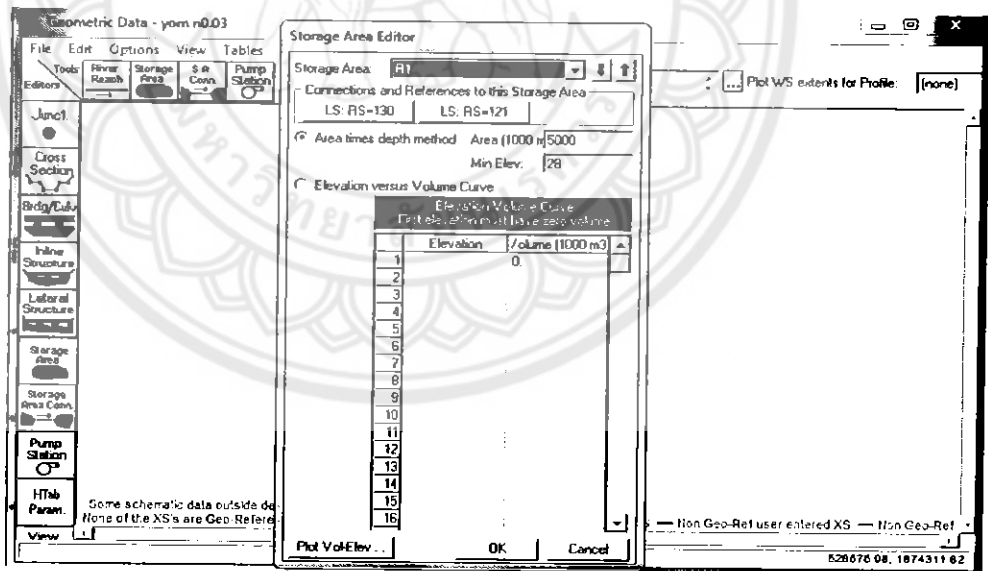 Geometric Data - yom n0.03
File Edit Options View Tables
Tools
Editors
River Reach
Storage Area
S A Conn.
Pump Station
Plot WS extents for Profile: [none]
Junct.
Cross Section
Brdg/Culv
Inline Structure
Lateral Structure
Storage Area
Storage Area Conn.
Pump Station
HTab Param.
View
Storage Area Editor
Storage Area: R1
Connections and References to this Storage Area
LS: RS=130 LS: RS=121
Area times depth method Area (1000 m 5000
Min Elev: 28
Elevation versus Volume Curve
Elevation Volume Curve
First elevation must have zero volume
Elevation Volume (1000 m3
1 0.
2
3
4
5
6
7
8
9
10
11
12
13
14
15
16
Plot Vol-Elev ... OK Cancel
Some schematic data outside de
None of the XS's are Geo-Refere
s — Non Geo-Ref user entered XS — Non Geo-Ref